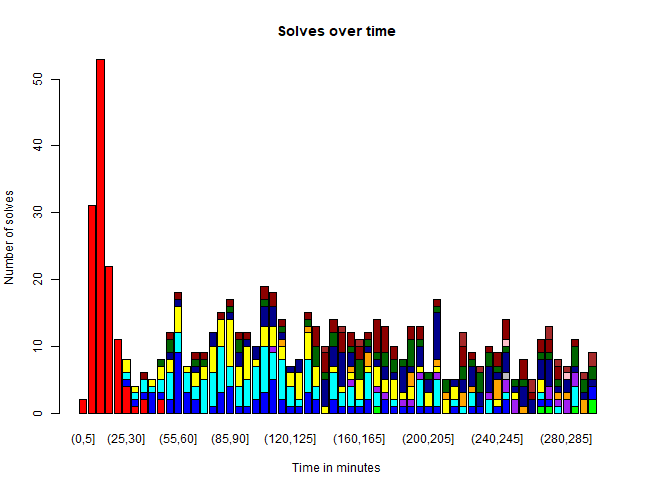 Solves over time
Number of solves
50
40
30
20
10
0
(0,5] (25,30] (55,60] (85,90] (120,125] (160,165] (200,205] (240,245] (280,285]
Time in minutes